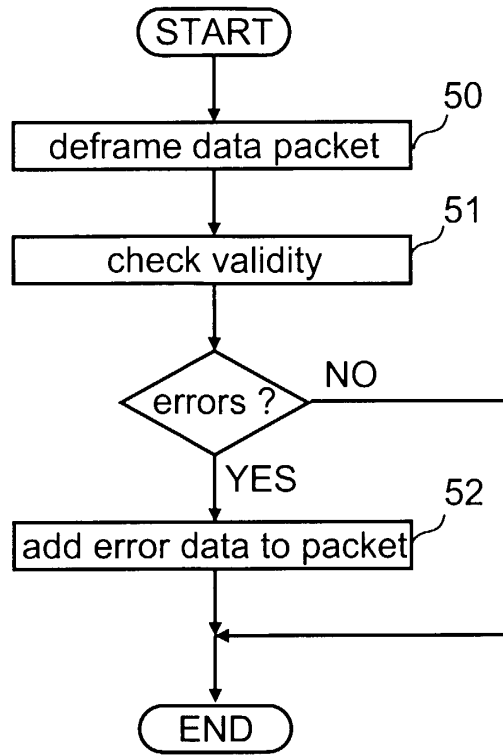 START
50
deframe data packet
51
check validity
errors ?
NO
YES
52
add error data to packet
END